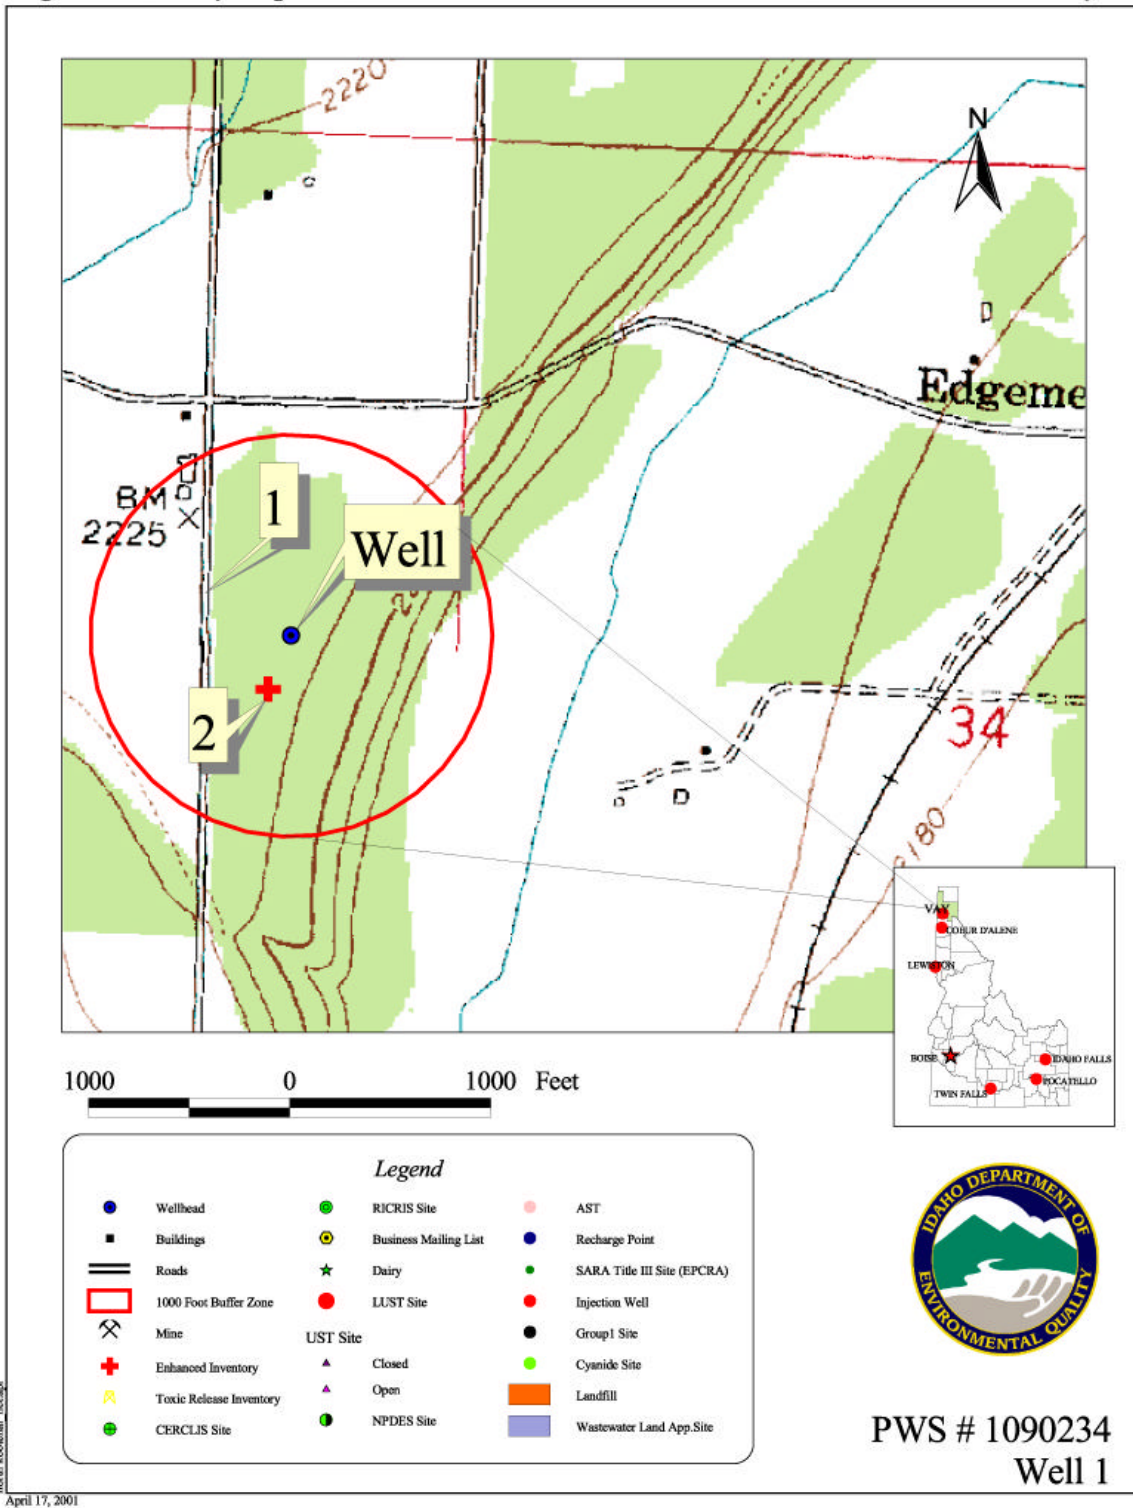 2220
N
Edgeme
BM
2225
1
Well
2
34
180
VAY
COEUR D'ALENE
LEWISTON
BOISE
IDAHO FALLS
POCATELLO
TWIN FALLS
1000 0 1000 Feet
Legend
Wellhead
Buildings
Roads
1000 Foot Buffer Zone
Mine
Enhanced Inventory
Toxic Release Inventory
CERCLIS Site
RICRIS Site
Business Mailing List
Dairy
LUST Site
UST Site
Closed
Open
NPDES Site
AST
Recharge Point
SARA Title III Site (EPCRA)
Injection Well
Group1 Site
Cyanide Site
Landfill
Wastewater Land App.Site
IDAHO DEPARTMENT OF
ENVIRONMENTAL QUALITY
PWS # 1090234
Well 1
April 17, 2001